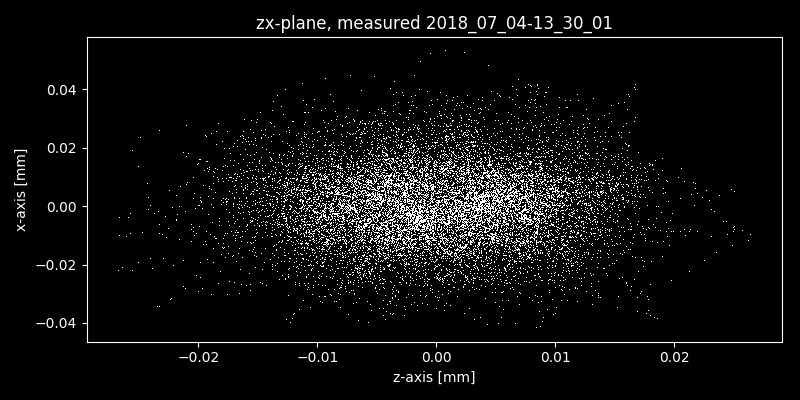 zx-plane, measured 2018_07_04-13_30_01
0.04
0.02
0.00
−0.02
−0.04
x-axis [mm]
−0.02 −0.01 0.00 0.01 0.02
z-axis [mm]